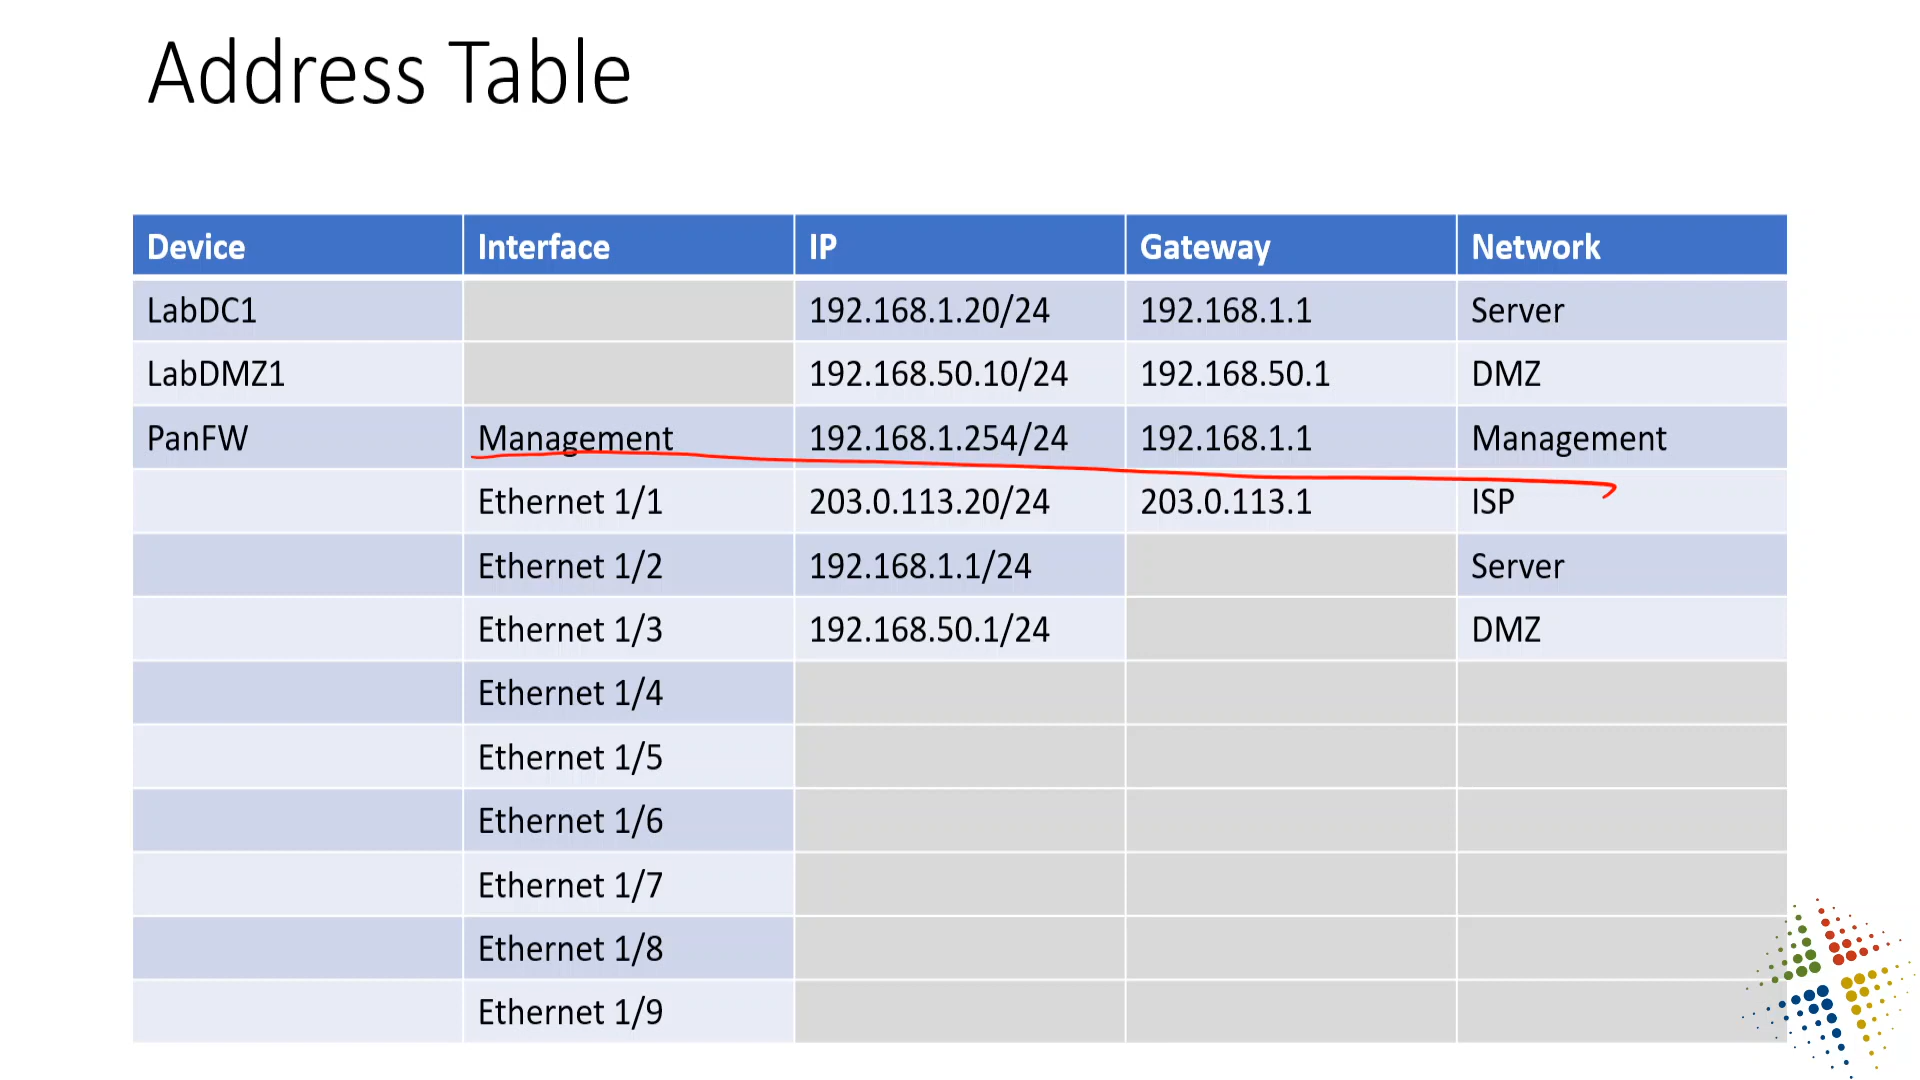 Address Table
Device Interface IP Gateway Network
LabDC1 192.168.1.20/24 192.168.1.1 Server
LabDMZ1 192.168.50.10/24 192.168.50.1 DMZ
PanFW Management 192.168.1.254/24 192.168.1.1 Management
Ethernet 1/1 203.0.113.20/24 203.0.113.1 ISP
Ethernet 1/2 192.168.1.1/24 Server
Ethernet 1/3 192.168.50.1/24 DMZ
Ethernet 1/4
Ethernet 1/5
Ethernet 1/6
Ethernet 1/7
Ethernet 1/8
Ethernet 1/9